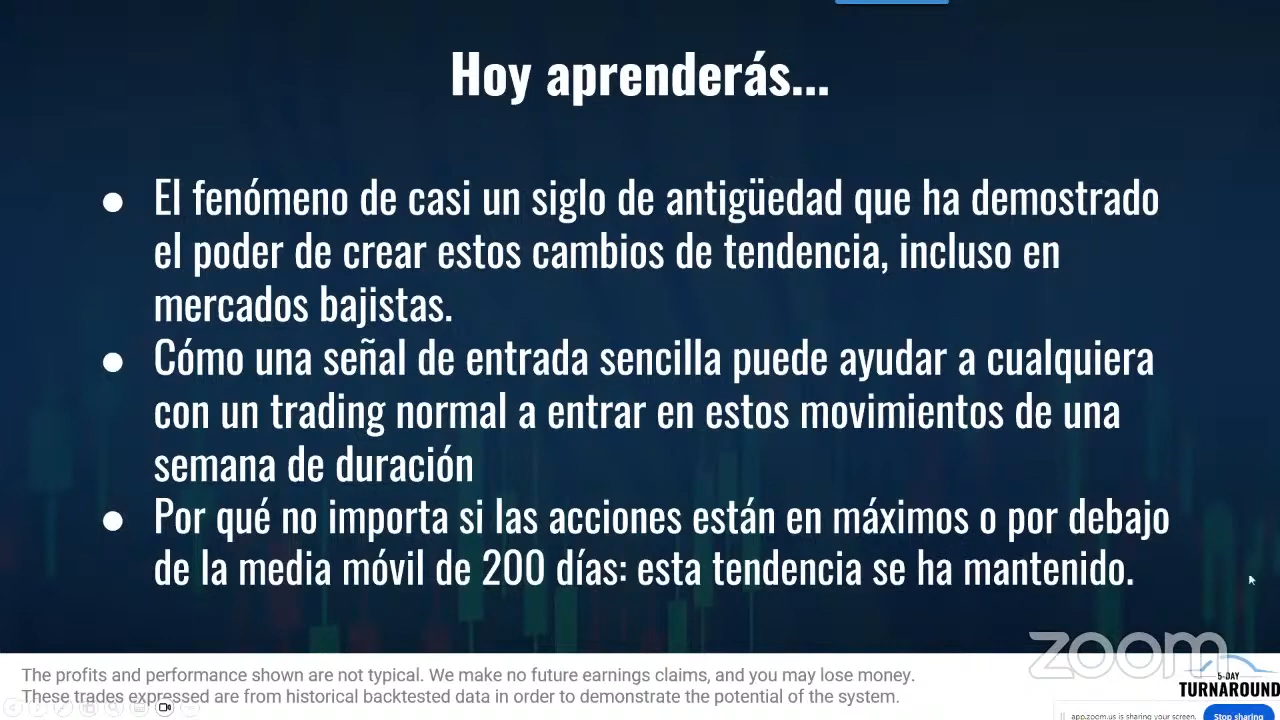 Hoy aprenderás...
● El fenómeno de casi un siglo de antigüedad que ha demostrado
el poder de crear estos cambios de tendencia, incluso en
mercados bajistas.
● Cómo una señal de entrada sencilla puede ayudar a cualquiera
con un trading normal a entrar en estos movimientos de una
semana de duración
● Por qué no importa si las acciones están en máximos o por debajo
de la media móvil de 200 días: esta tendencia se ha mantenido.
zoom
The profits and performance shown are not typical. We make no future earnings claims, and you may lose money.
These trades expressed are from historical backtested data in order to demonstrate the potential of the system.
5-DAY
TURNAROUND
app.zoom.us is sharing your screen.
Stop sharing